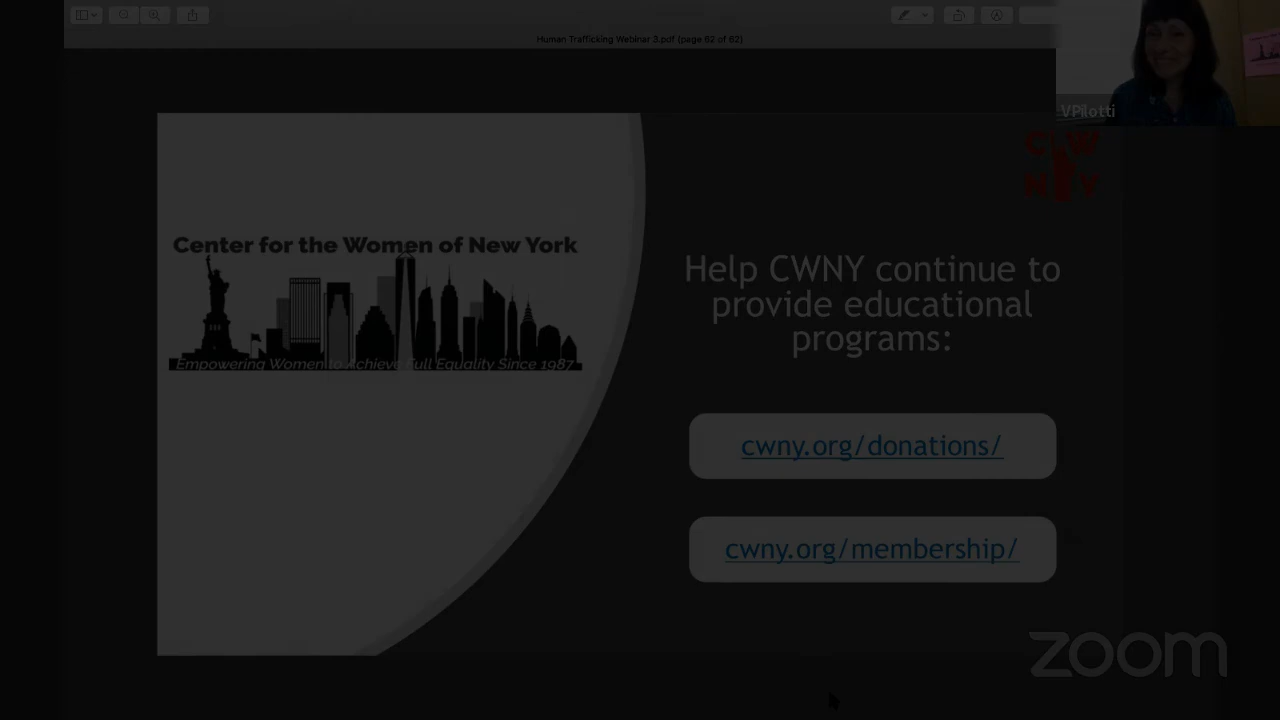 Human Trafficking Webinar 3.pdf (page 62 of 62)
VPilotti
CW
NY
Center for the Women of New York
Empowering Women to Achieve Full Equality Since 1987
Help CWNY continue to
provide educational
programs:
cwny.org/donations/
cwny.org/membership/
zoom